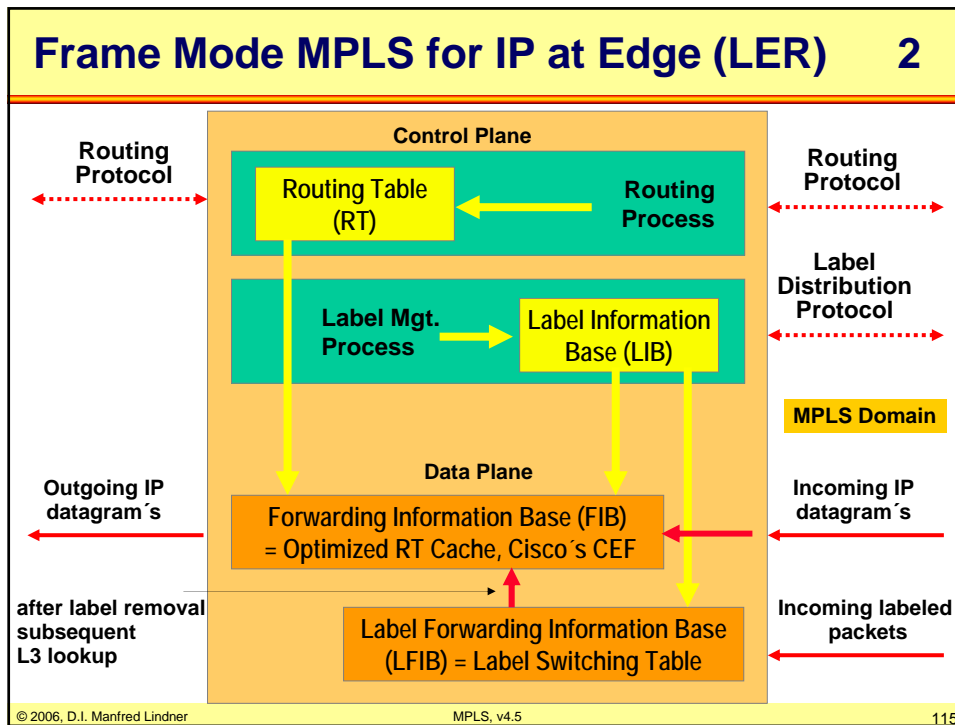 Frame Mode MPLS for IP at Edge (LER) 2
Control Plane
Routing
Protocol
Routing Table
(RT)
Routing
Process
Routing
Protocol
Label
Distribution
Protocol
Label Mgt.
Process
Label Information
Base (LIB)
MPLS Domain
Data Plane
Outgoing IP
datagram´s
Forwarding Information Base (FIB)
= Optimized RT Cache, Cisco´s CEF
Incoming IP
datagram´s
after label removal
subsequent
L3 lookup
Label Forwarding Information Base
(LFIB) = Label Switching Table
Incoming labeled
packets
© 2006, D.I. Manfred Lindner
MPLS, v4.5
115